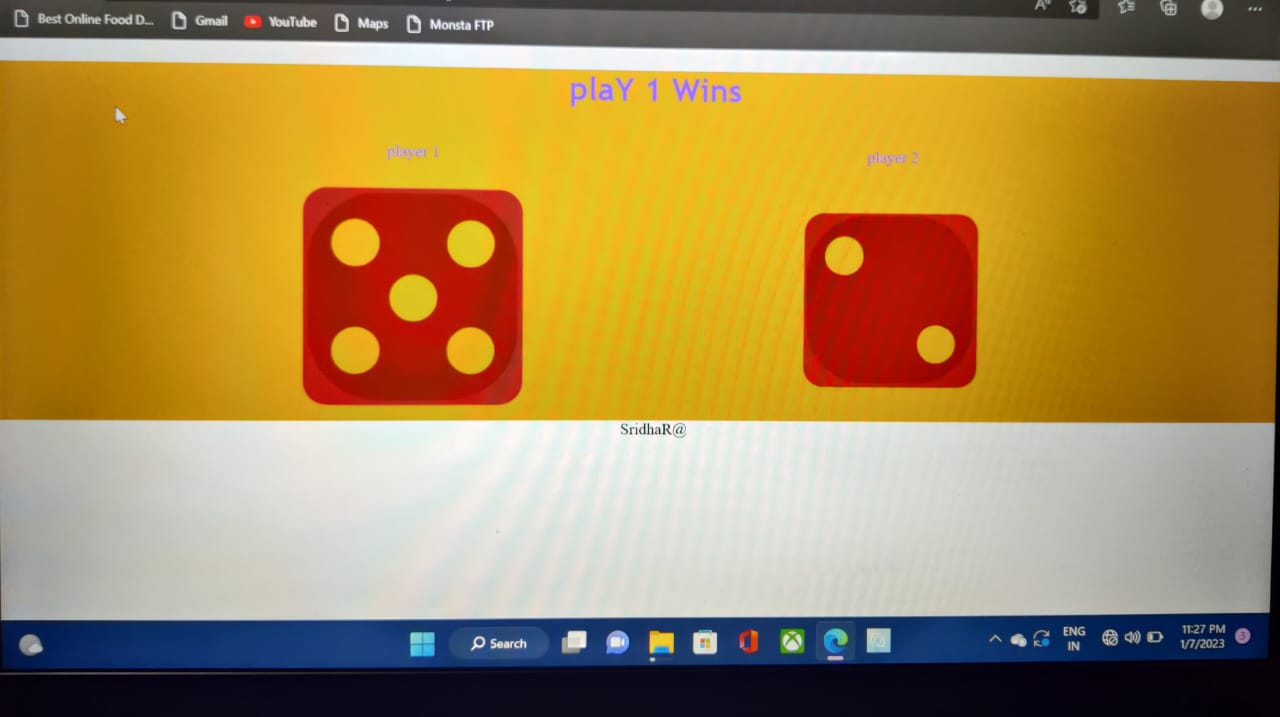 Best Online Food D... Gmail YouTube Maps Monsta FTP
plaY 1 Wins
player 1
player 2
SridhaR@
Search
ENG
IN
11:27 PM
1/7/2023
3